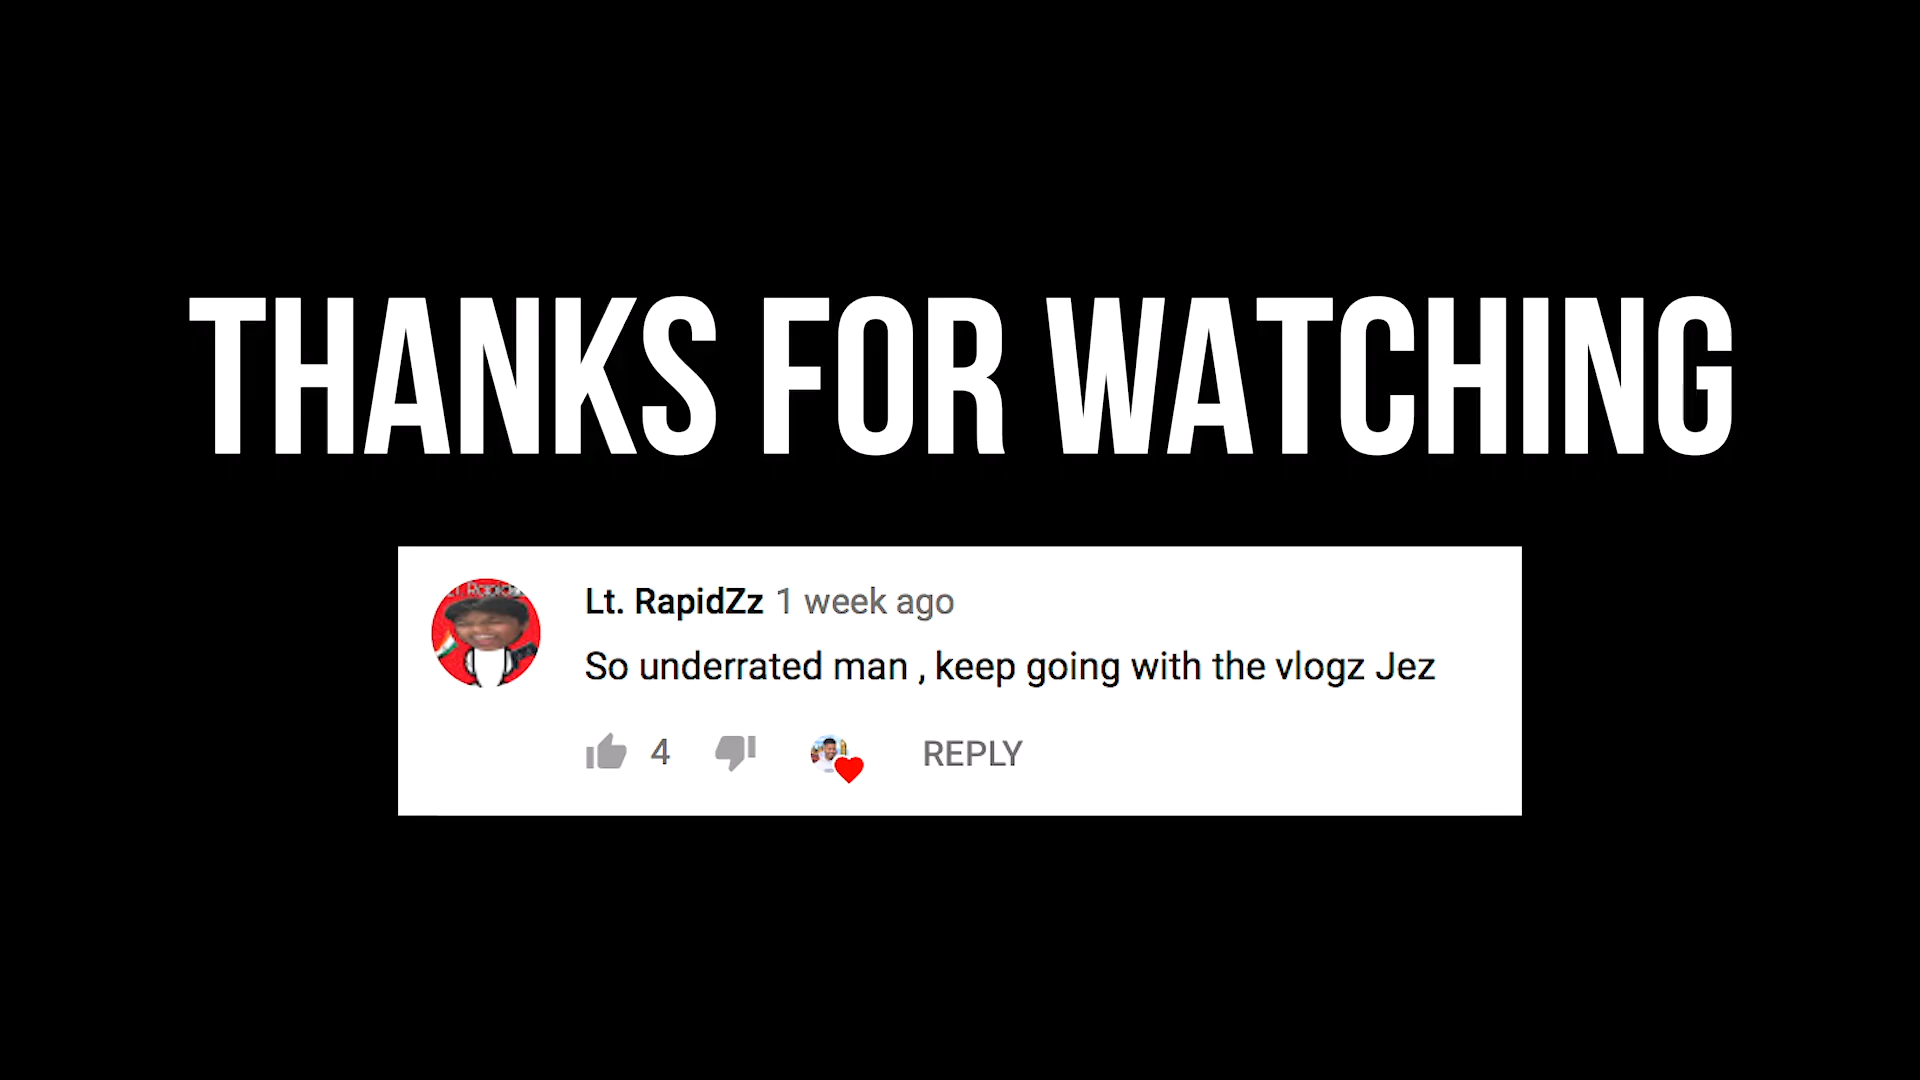 THANKS FOR WATCHING
Lt. RapidZz 1 week ago
So underrated man , keep going with the vlogz Jez
4 REPLY